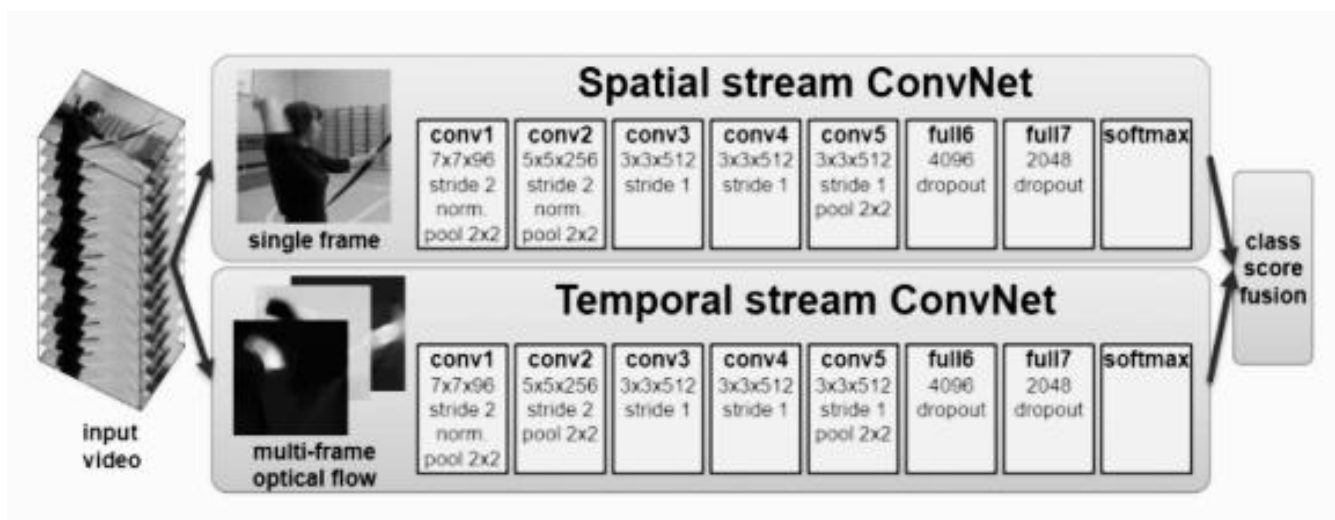 Spatial stream ConvNet
single frame
conv1
7x7x96
stride 2
norm.
pool 2x2
conv2
5x5x256
stride 2
norm.
pool 2x2
conv3
3x3x512
stride 1
conv4
3x3x512
stride 1
conv5
3x3x512
stride 1
pool 2x2
full6
4096
dropout
full7
2048
dropout
softmax
Temporal stream ConvNet
multi-frame
optical flow
conv1
7x7x96
stride 2
norm.
pool 2x2
conv2
5x5x256
stride 2
pool 2x2
conv3
3x3x512
stride 1
conv4
3x3x512
stride 1
conv5
3x3x512
stride 1
pool 2x2
full6
4096
dropout
full7
2048
dropout
softmax
input
video
class
score
fusion